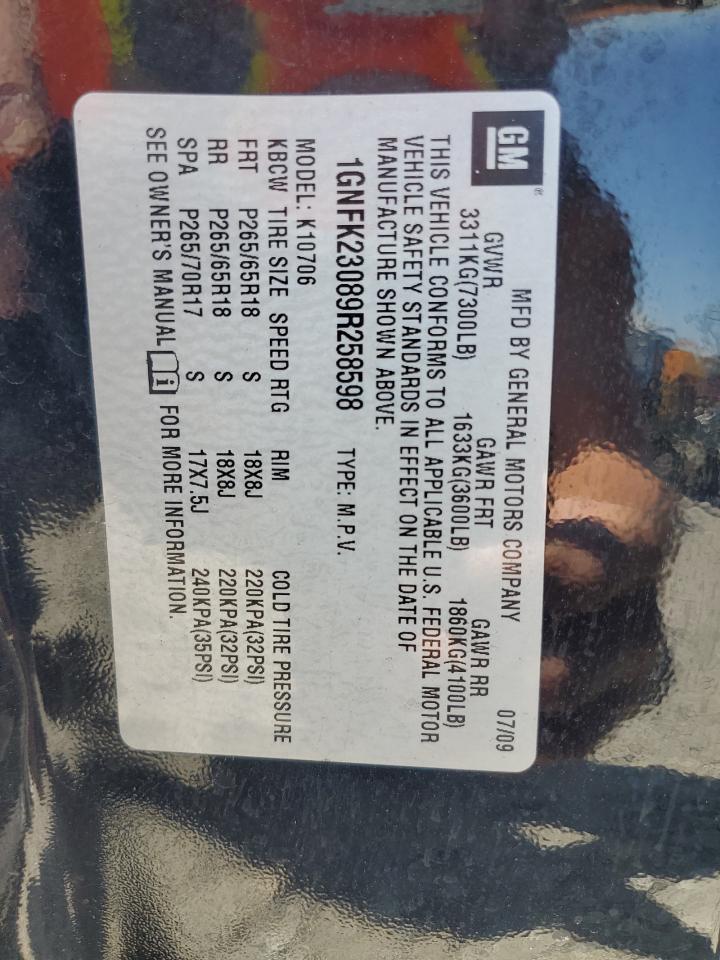 GM®
MFD BY GENERAL MOTORS COMPANY 07/09
GVWR GAWR FRT GAWR RR
3311KG(7300LB) 1633KG(3600LB) 1860KG(4100LB)
THIS VEHICLE CONFORMS TO ALL APPLICABLE U.S. FEDERAL MOTOR
VEHICLE SAFETY STANDARDS IN EFFECT ON THE DATE OF
MANUFACTURE SHOWN ABOVE.
1GNFK23089R258598 TYPE: M.P.V.
MODEL: K10706
KBCW TIRE SIZE SPEED RTG RIM COLD TIRE PRESSURE
FRT P265/65R18 S 18X8J 220KPA(32PSI)
RR P265/65R18 S 18X8J 220KPA(32PSI)
SPA P265/70R17 S 17X7.5J 240KPA(35PSI)
SEE OWNER'S MANUAL i FOR MORE INFORMATION.